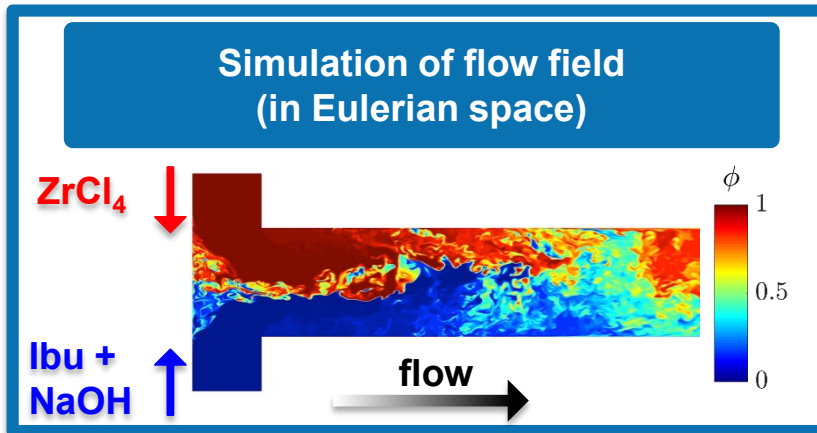 Simulation of flow field
(in Eulerian space)
ZrCl₄
ϕ
1
0.5
0
Ibu +
NaOH
flow